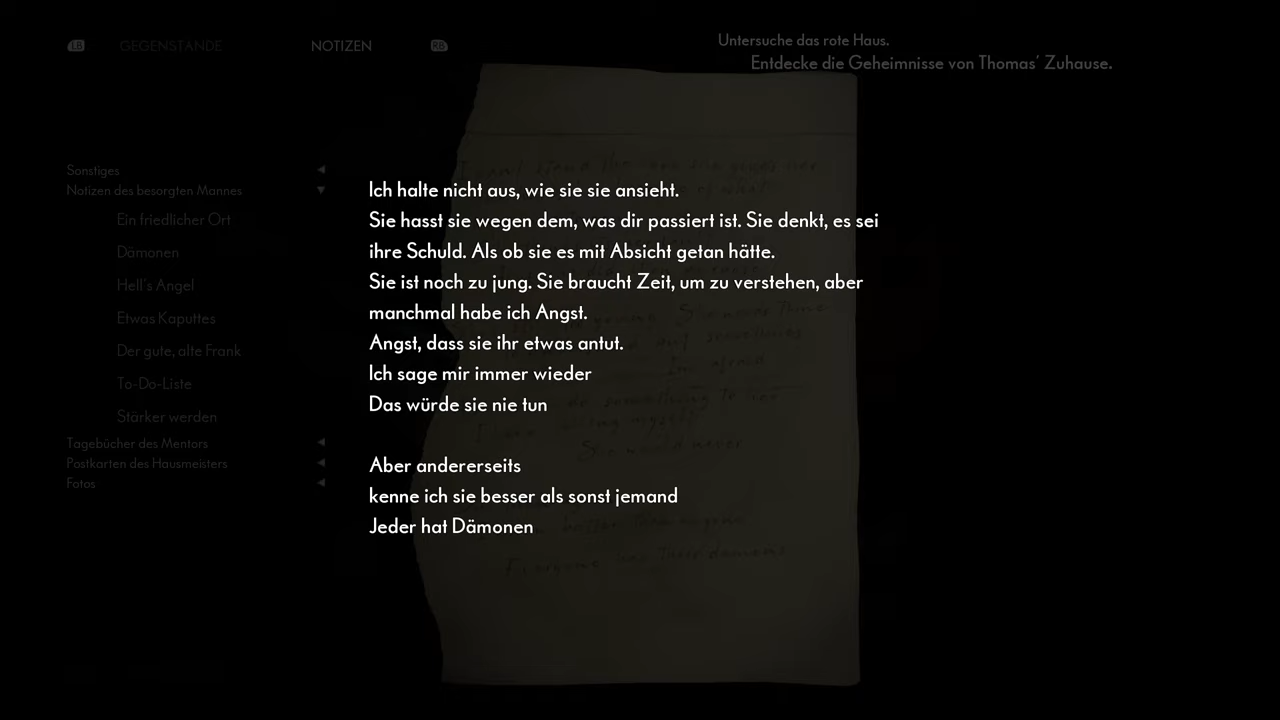 LB
GEGENSTÄNDE
NOTIZEN
RB
Untersuche das rote Haus.
Entdecke die Geheimnisse von Thomas' Zuhause.
Sonstiges
Notizen des besorgten Mannes
Ein friedlicher Ort
Dämonen
Hell's Angel
Etwas Kaputtes
Der gute, alte Frank
To-Do-Liste
Stärker werden
Tagebücher des Mentors
Postkarten des Hausmeisters
Fotos
Ich halte nicht aus, wie sie sie ansieht.
Sie hasst sie wegen dem, was dir passiert ist. Sie denkt, es sei
ihre Schuld. Als ob sie es mit Absicht getan hätte.
Sie ist noch zu jung. Sie braucht Zeit, um zu verstehen, aber
manchmal habe ich Angst.
Angst, dass sie ihr etwas antut.
Ich sage mir immer wieder
Das würde sie nie tun
Aber andererseits
kenne ich sie besser als sonst jemand
Jeder hat Dämonen